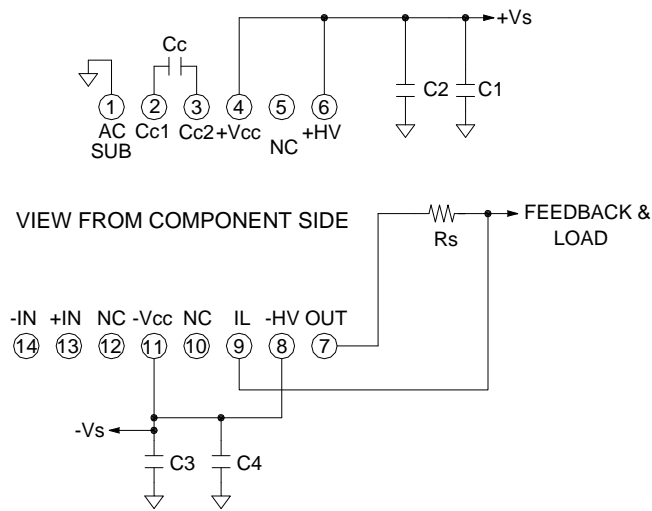 +Vs
Cc
C2 C1
1 2 3 4 5 6
AC SUB Cc1 Cc2 +Vcc NC +HV
VIEW FROM COMPONENT SIDE
Rs
FEEDBACK &
LOAD
-IN +IN NC -Vcc NC IL -HV OUT
14 13 12 11 10 9 8 7
-Vs
C3 C4